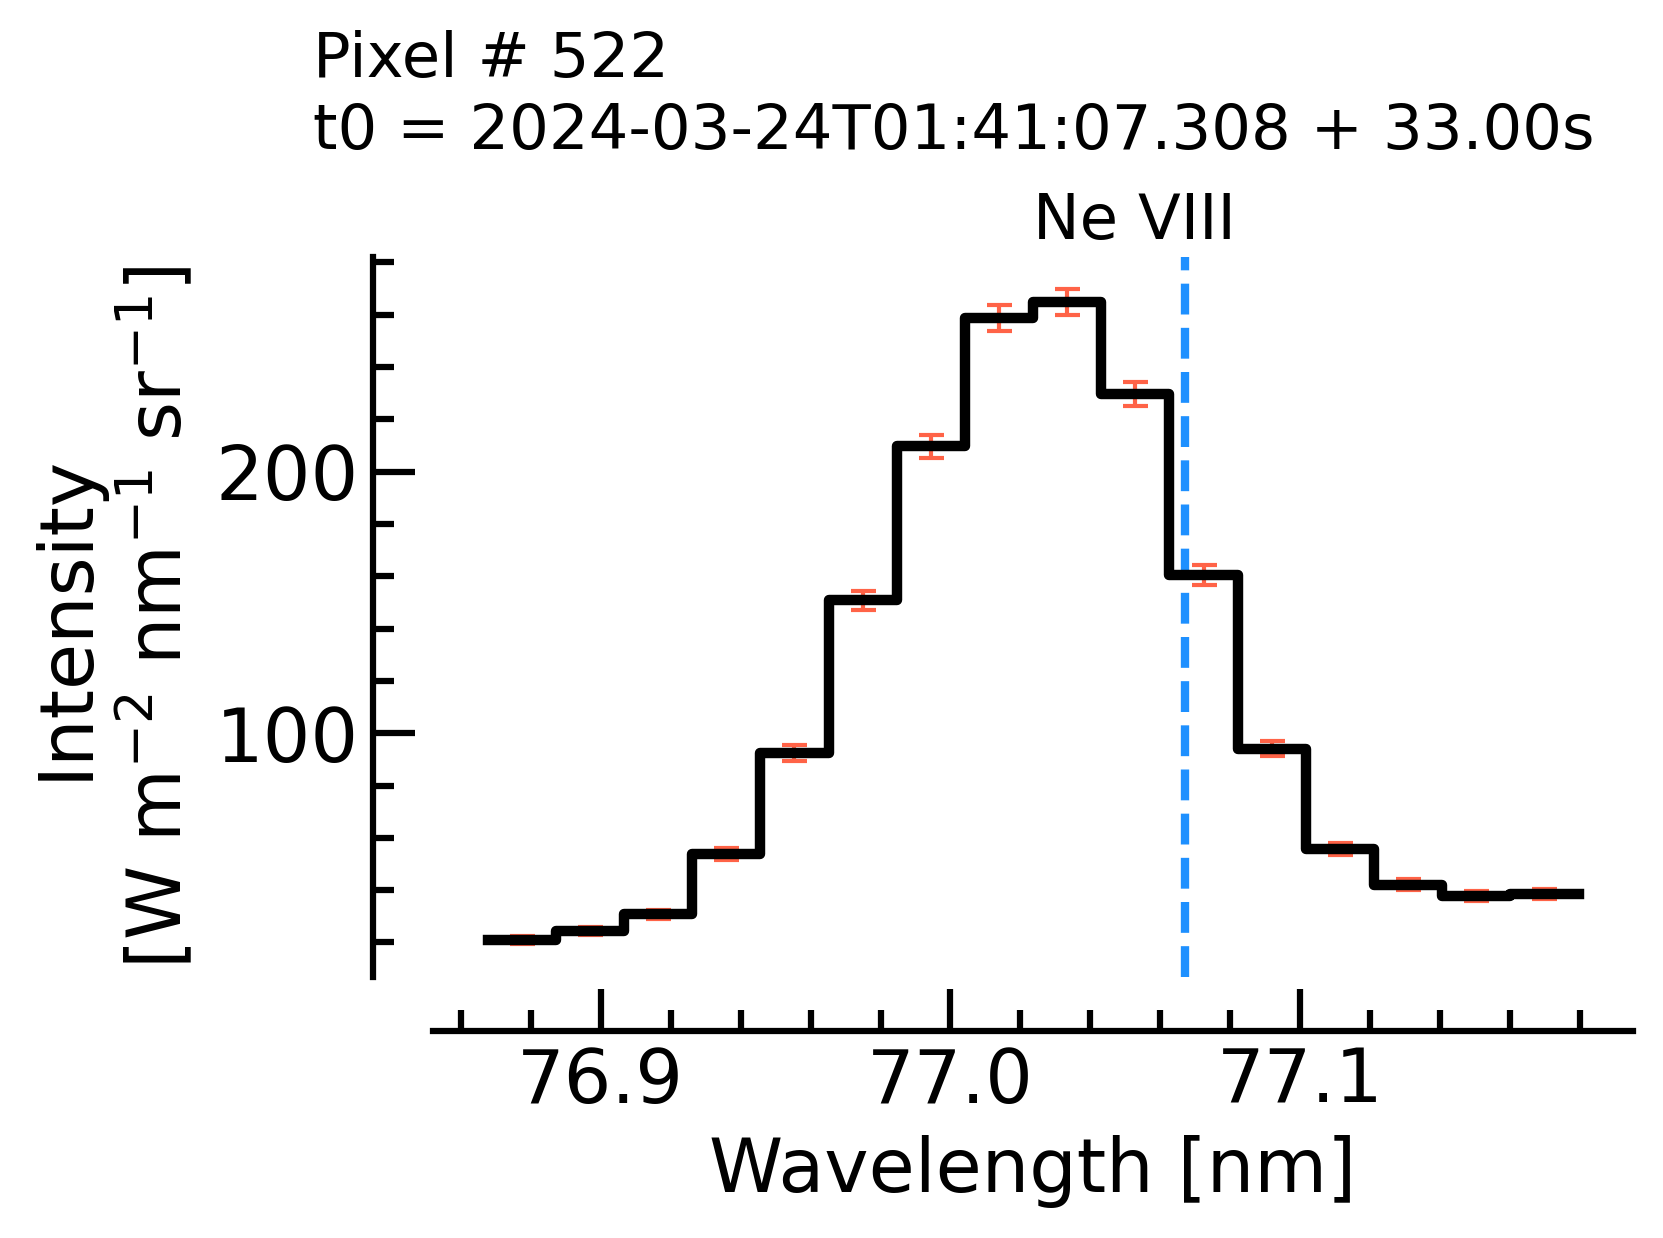 Pixel # 522
t0 = 2024-03-24T01:41:07.308 + 33.00s
Ne VIII
Intensity
[W m⁻² nm⁻¹ sr⁻¹]
200
100
76.9 77.0 77.1
Wavelength [nm]